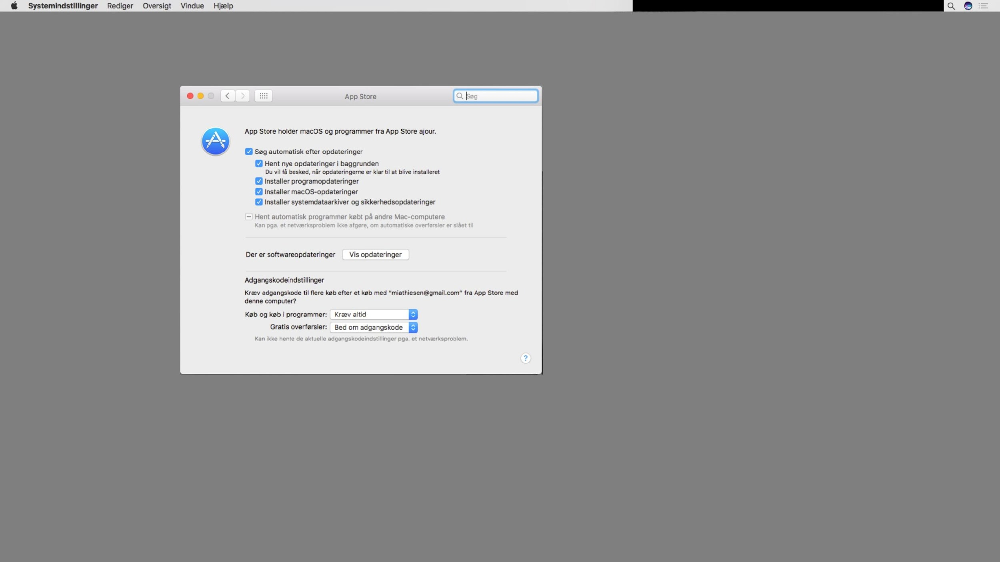 Systemindstillinger Rediger Oversigt Vindue Hjælp
App Store
Søg
App Store holder macOS og programmer fra App Store ajour.
Søg automatisk efter opdateringer
Hent nye opdateringer i baggrunden
Du vil få besked, når opdateringerne er klar til at blive installeret
Installer programopdateringer
Installer macOS-opdateringer
Installer systemdataarkiver og sikkerhedsopdateringer
Hent automatisk programmer købt på andre Mac-computere
Kan pga. et netværksproblem ikke afgøre, om automatiske overførsler er slået til
Der er softwareopdateringer Vis opdateringer
Adgangskodeindstillinger
Kræv adgangskode til flere køb efter et køb med "miathiesen@gmail.com" fra App Store med
denne computer?
Køb og køb i programmer: Kræv altid
Gratis overførsler: Bed om adgangskode
Kan ikke hente de aktuelle adgangskodeindstillinger pga. et netværksproblem.
?